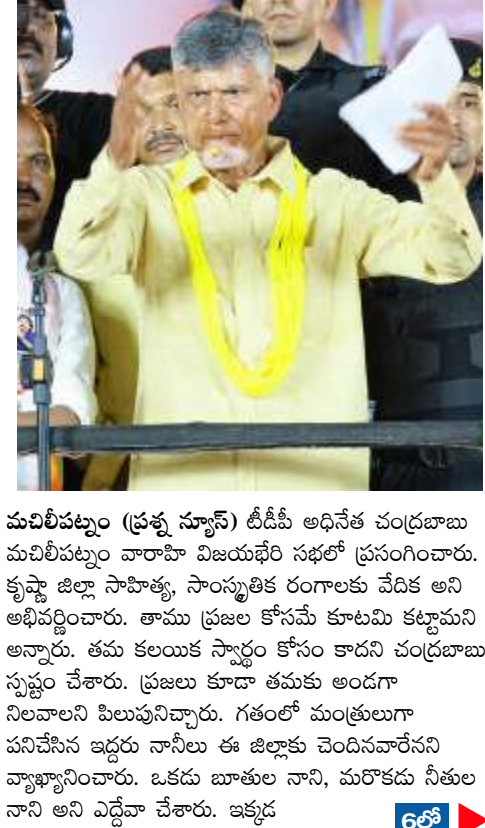 మచిలీపట్నం (ప్రశ్న న్యూస్) టీడీపీ అధినేత చంద్రబాబు
మచిలీపట్నం వారాహి విజయభేరి సభలో ప్రసంగించారు.
కృష్ణా జిల్లా సాహిత్య, సాంస్కృతిక రంగాలకు వేదిక అని
అభివర్ణించారు. తాము ప్రజల కోసమే కూటమి కట్టామని
అన్నారు. తమ కలయిక స్వార్థం కోసం కాదని చంద్రబాబు
స్పష్టం చేశారు. ప్రజలు కూడా తమకు అండగా
నిలవాలని పిలుపునిచ్చారు. గతంలో మంత్రులుగా
పనిచేసిన ఇద్దరు నానీలు ఈ జిల్లాకు చెందినవారేనని
వ్యాఖ్యానించారు. ఒకడు బూతుల నాని, మరొకడు నీతుల
నాని అని ఎద్దేవా చేశారు. ఇక్కడ
6లో